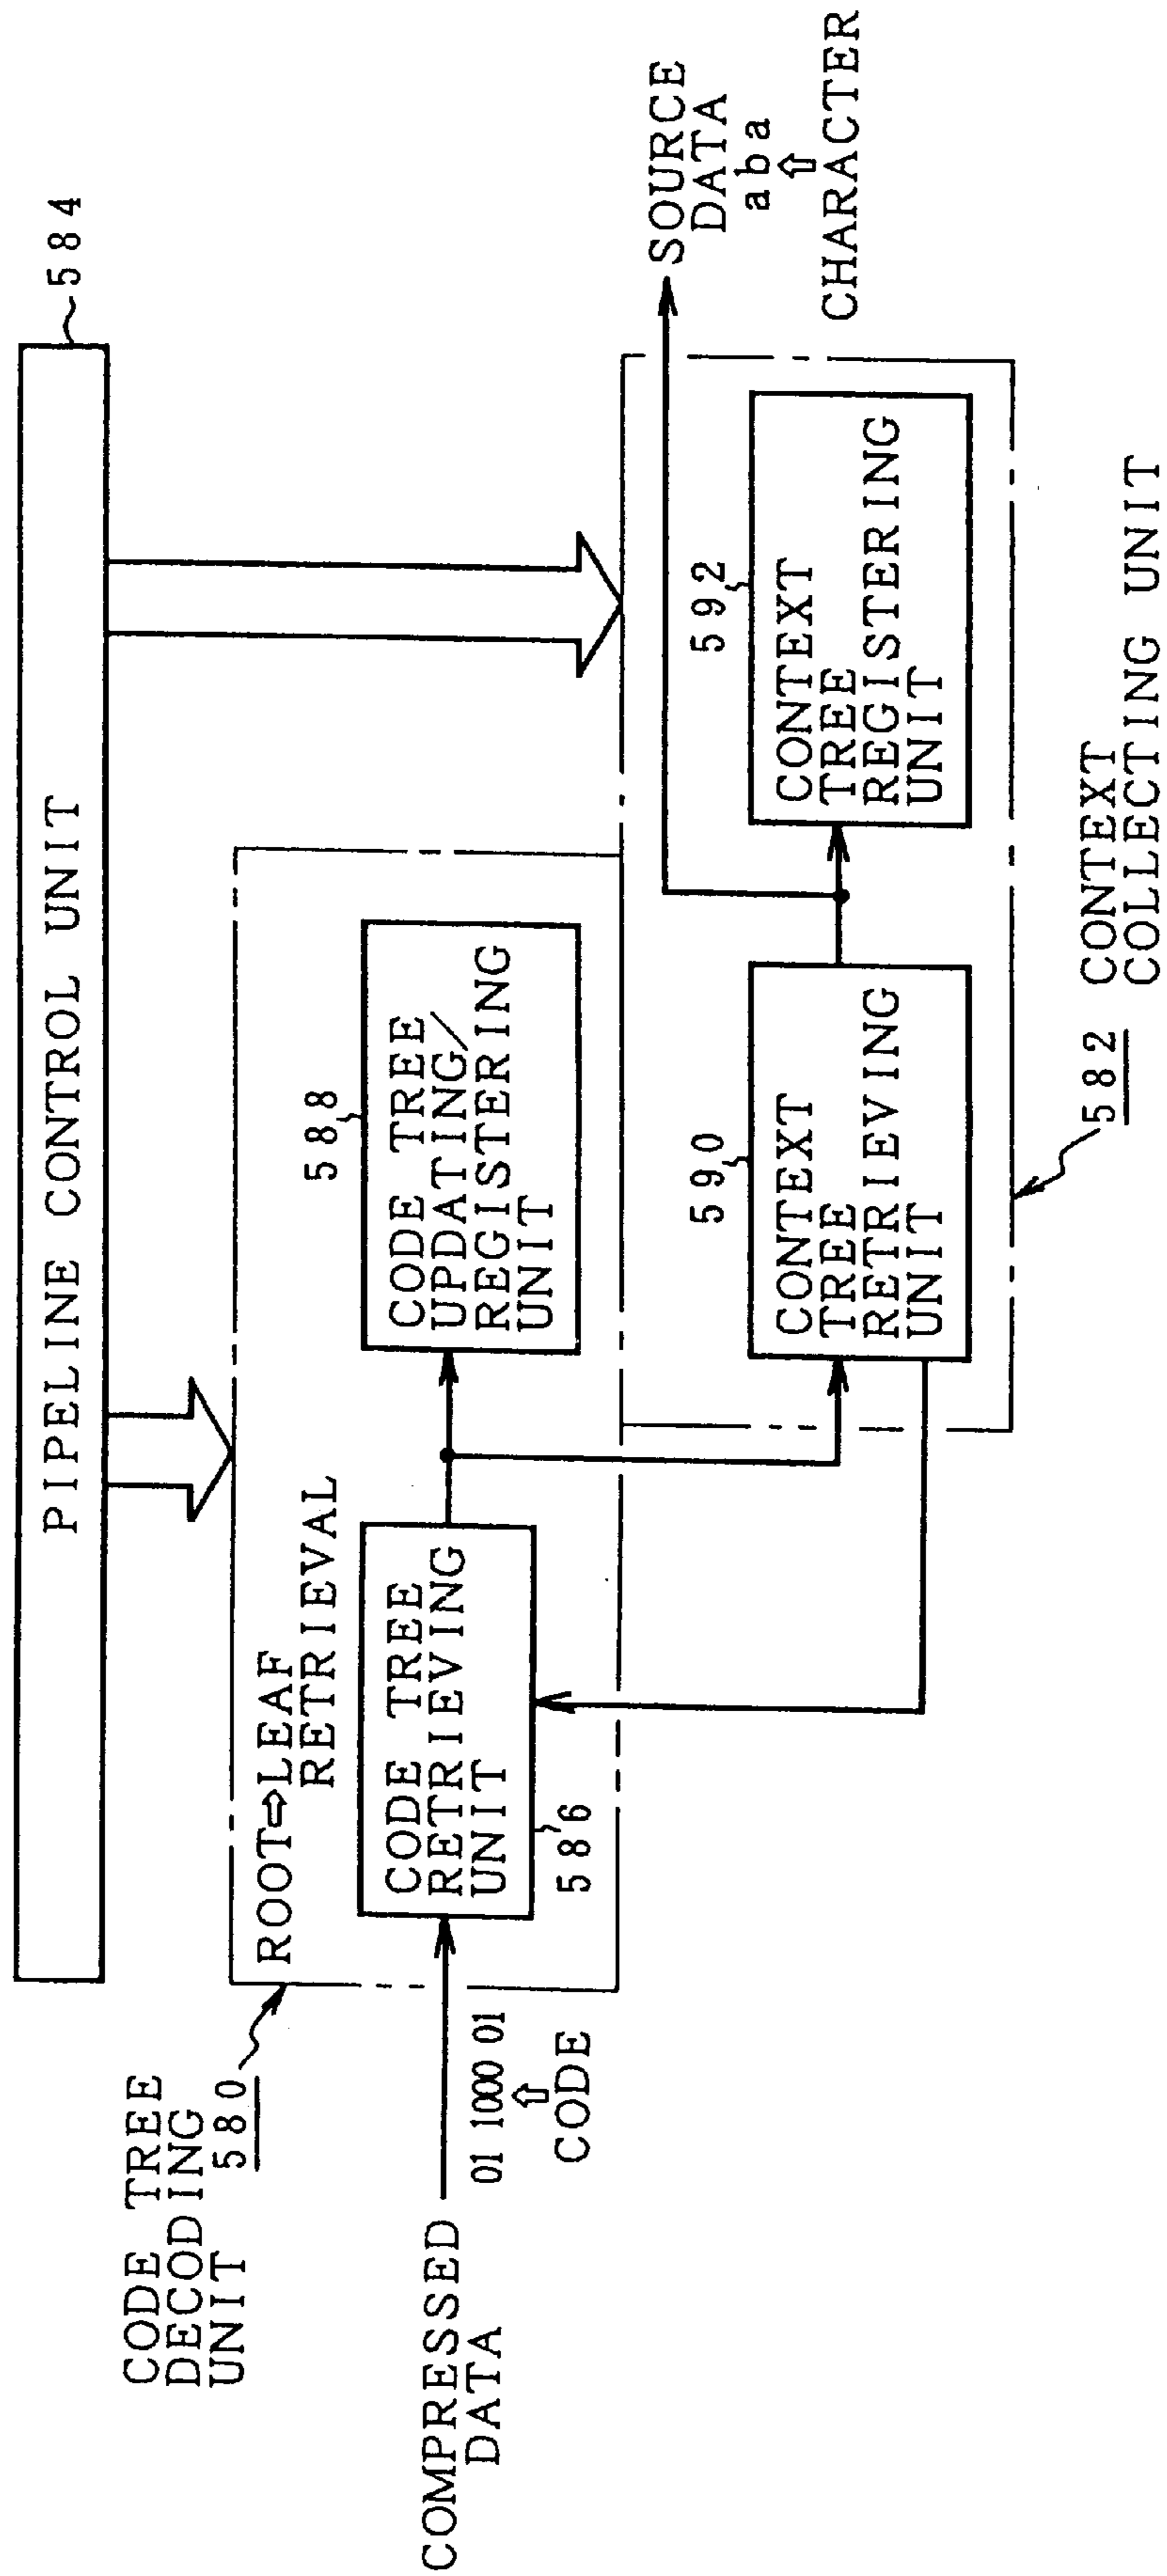 PIPELINE CONTROL UNIT
584
CODE TREE
DECODING
UNIT 580
ROOT⇨LEAF
RETRIEVAL
588
CODE TREE
UPDATING/
REGISTERING
UNIT
CODE TREE
RETRIEVING
UNIT
586
COMPRESSED
DATA
01 1000 01
⇧
CODE
590
CONTEXT
TREE
RETRIEVING
UNIT
592
CONTEXT
TREE
REGISTERING
UNIT
SOURCE
DATA
aba
⇧
CHARACTER
582 CONTEXT
COLLECTING UNIT